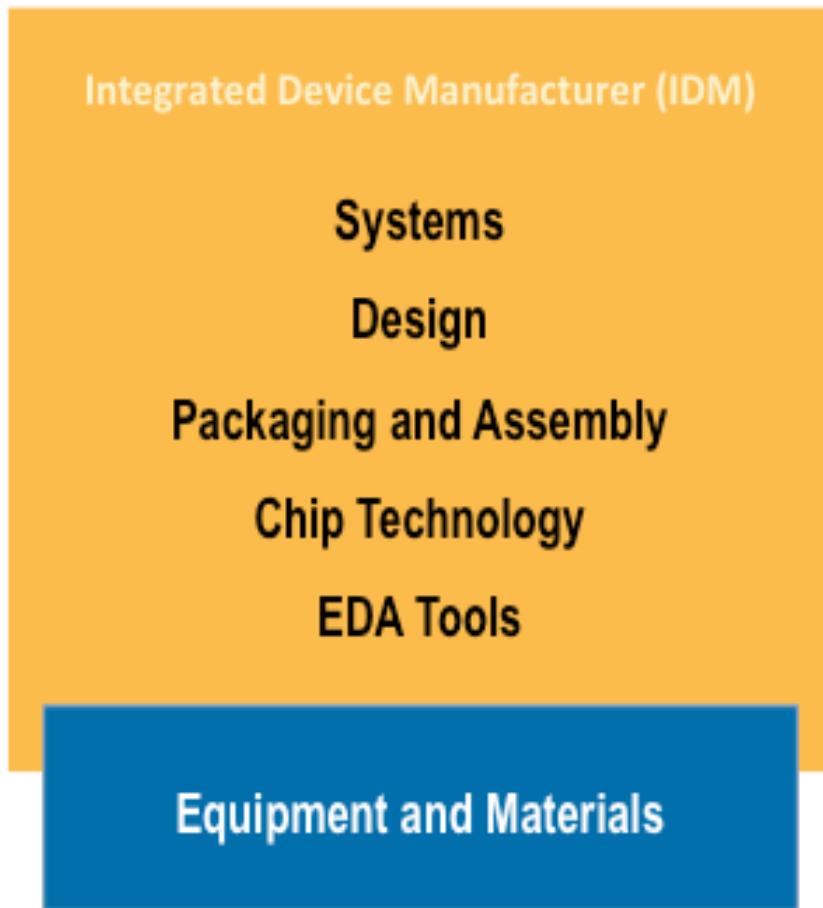 Integrated Device Manufacturer (IDM)
Systems
Design
Packaging and Assembly
Chip Technology
EDA Tools
Equipment and Materials